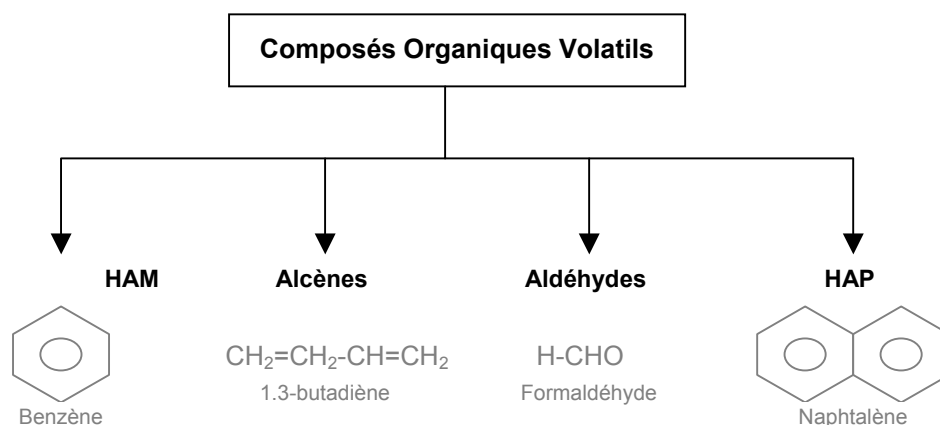 Composés Organiques Volatils
HAM
Alcènes
Aldéhydes
HAP
CH₂=CH₂-CH=CH₂
H-CHO
1.3-butadiène
Formaldéhyde
Benzène
Naphtalène